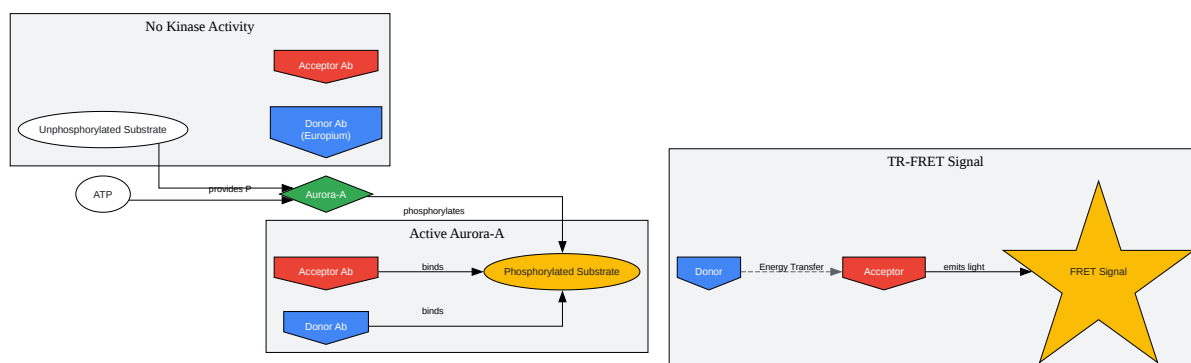 No Kinase Activity
Acceptor Ab
Donor Ab
(Europium)
Unphosphorylated Substrate
ATP
provides P
Aurora-A
phosphorylates
Active Aurora-A
Acceptor Ab
binds
Phosphorylated Substrate
Donor Ab
binds
TR-FRET Signal
Donor
Energy Transfer
Acceptor
emits light
FRET Signal